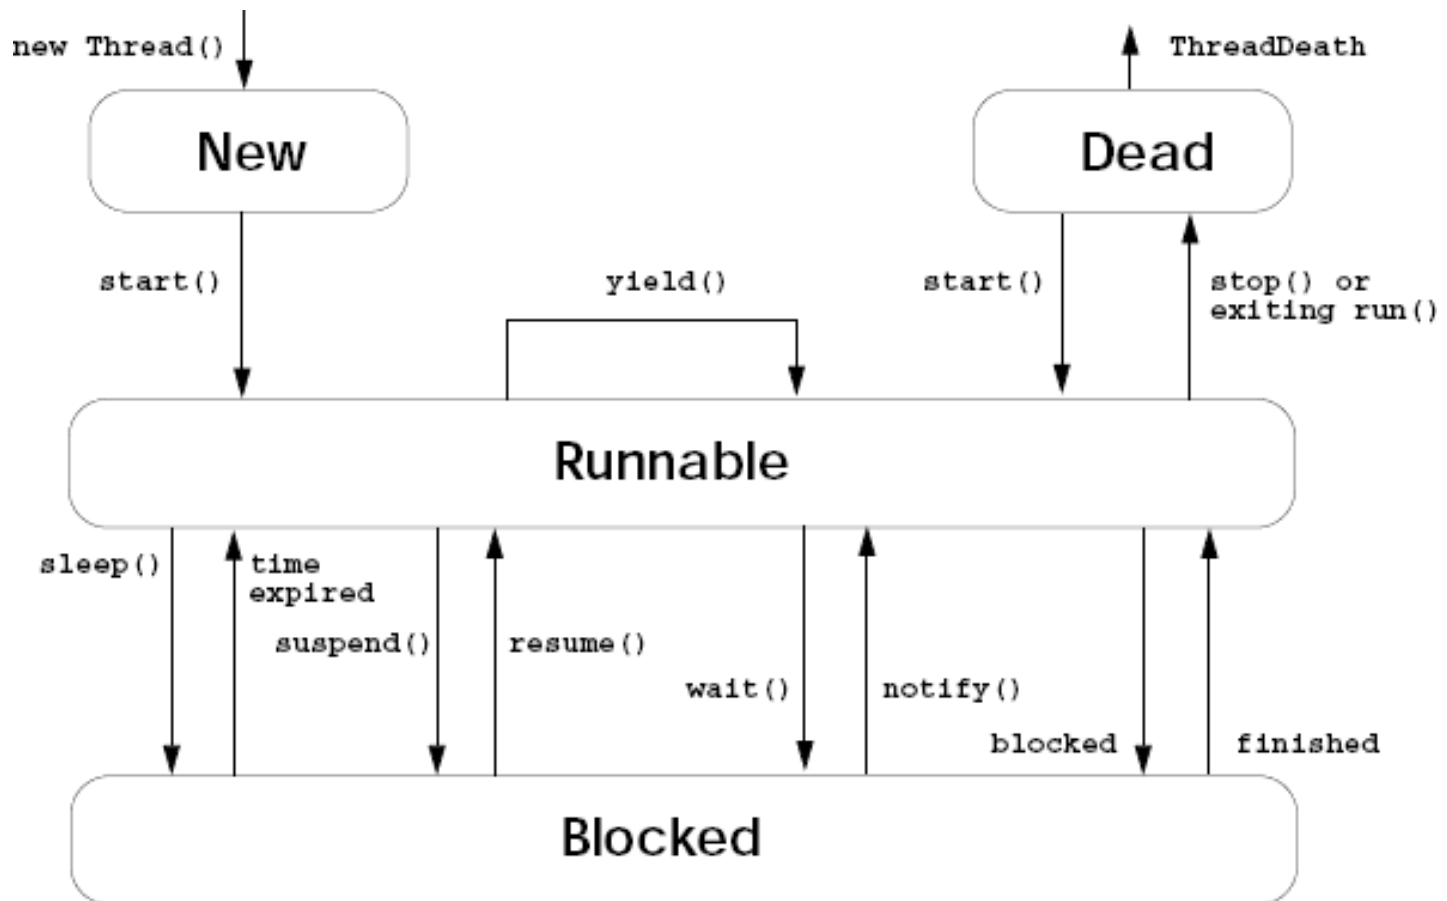 new Thread()
ThreadDeath
New
Dead
start()
yield()
start()
stop() or
exiting run()
Runnable
sleep()
time
expired
suspend()
resume()
wait()
notify()
blocked
finished
Blocked